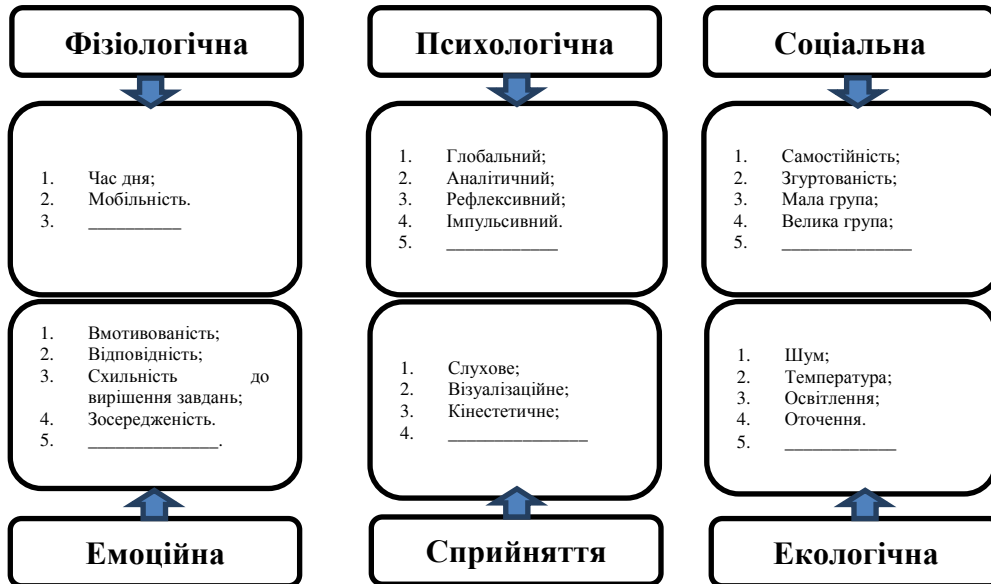 Фізіологічна
Психологічна
Соціальна
1. Час дня;
2. Мобільність.
3. __________
1. Глобальний;
2. Аналітичний;
3. Рефлексивний;
4. Імпульсивний.
5. ____________
1. Самостійність;
2. Згуртованість;
3. Мала група;
4. Велика група;
5. ______________
1. Вмотивованість;
2. Відповідність;
3. Схильність до
вирішення завдань;
4. Зосередженість.
5. ______________.
1. Слухове;
2. Візуалізаційне;
3. Кінестетичне;
4. _______________
1. Шум;
2. Температура;
3. Освітлення;
4. Оточення.
5. ____________
Емоційна
Сприйняття
Екологічна